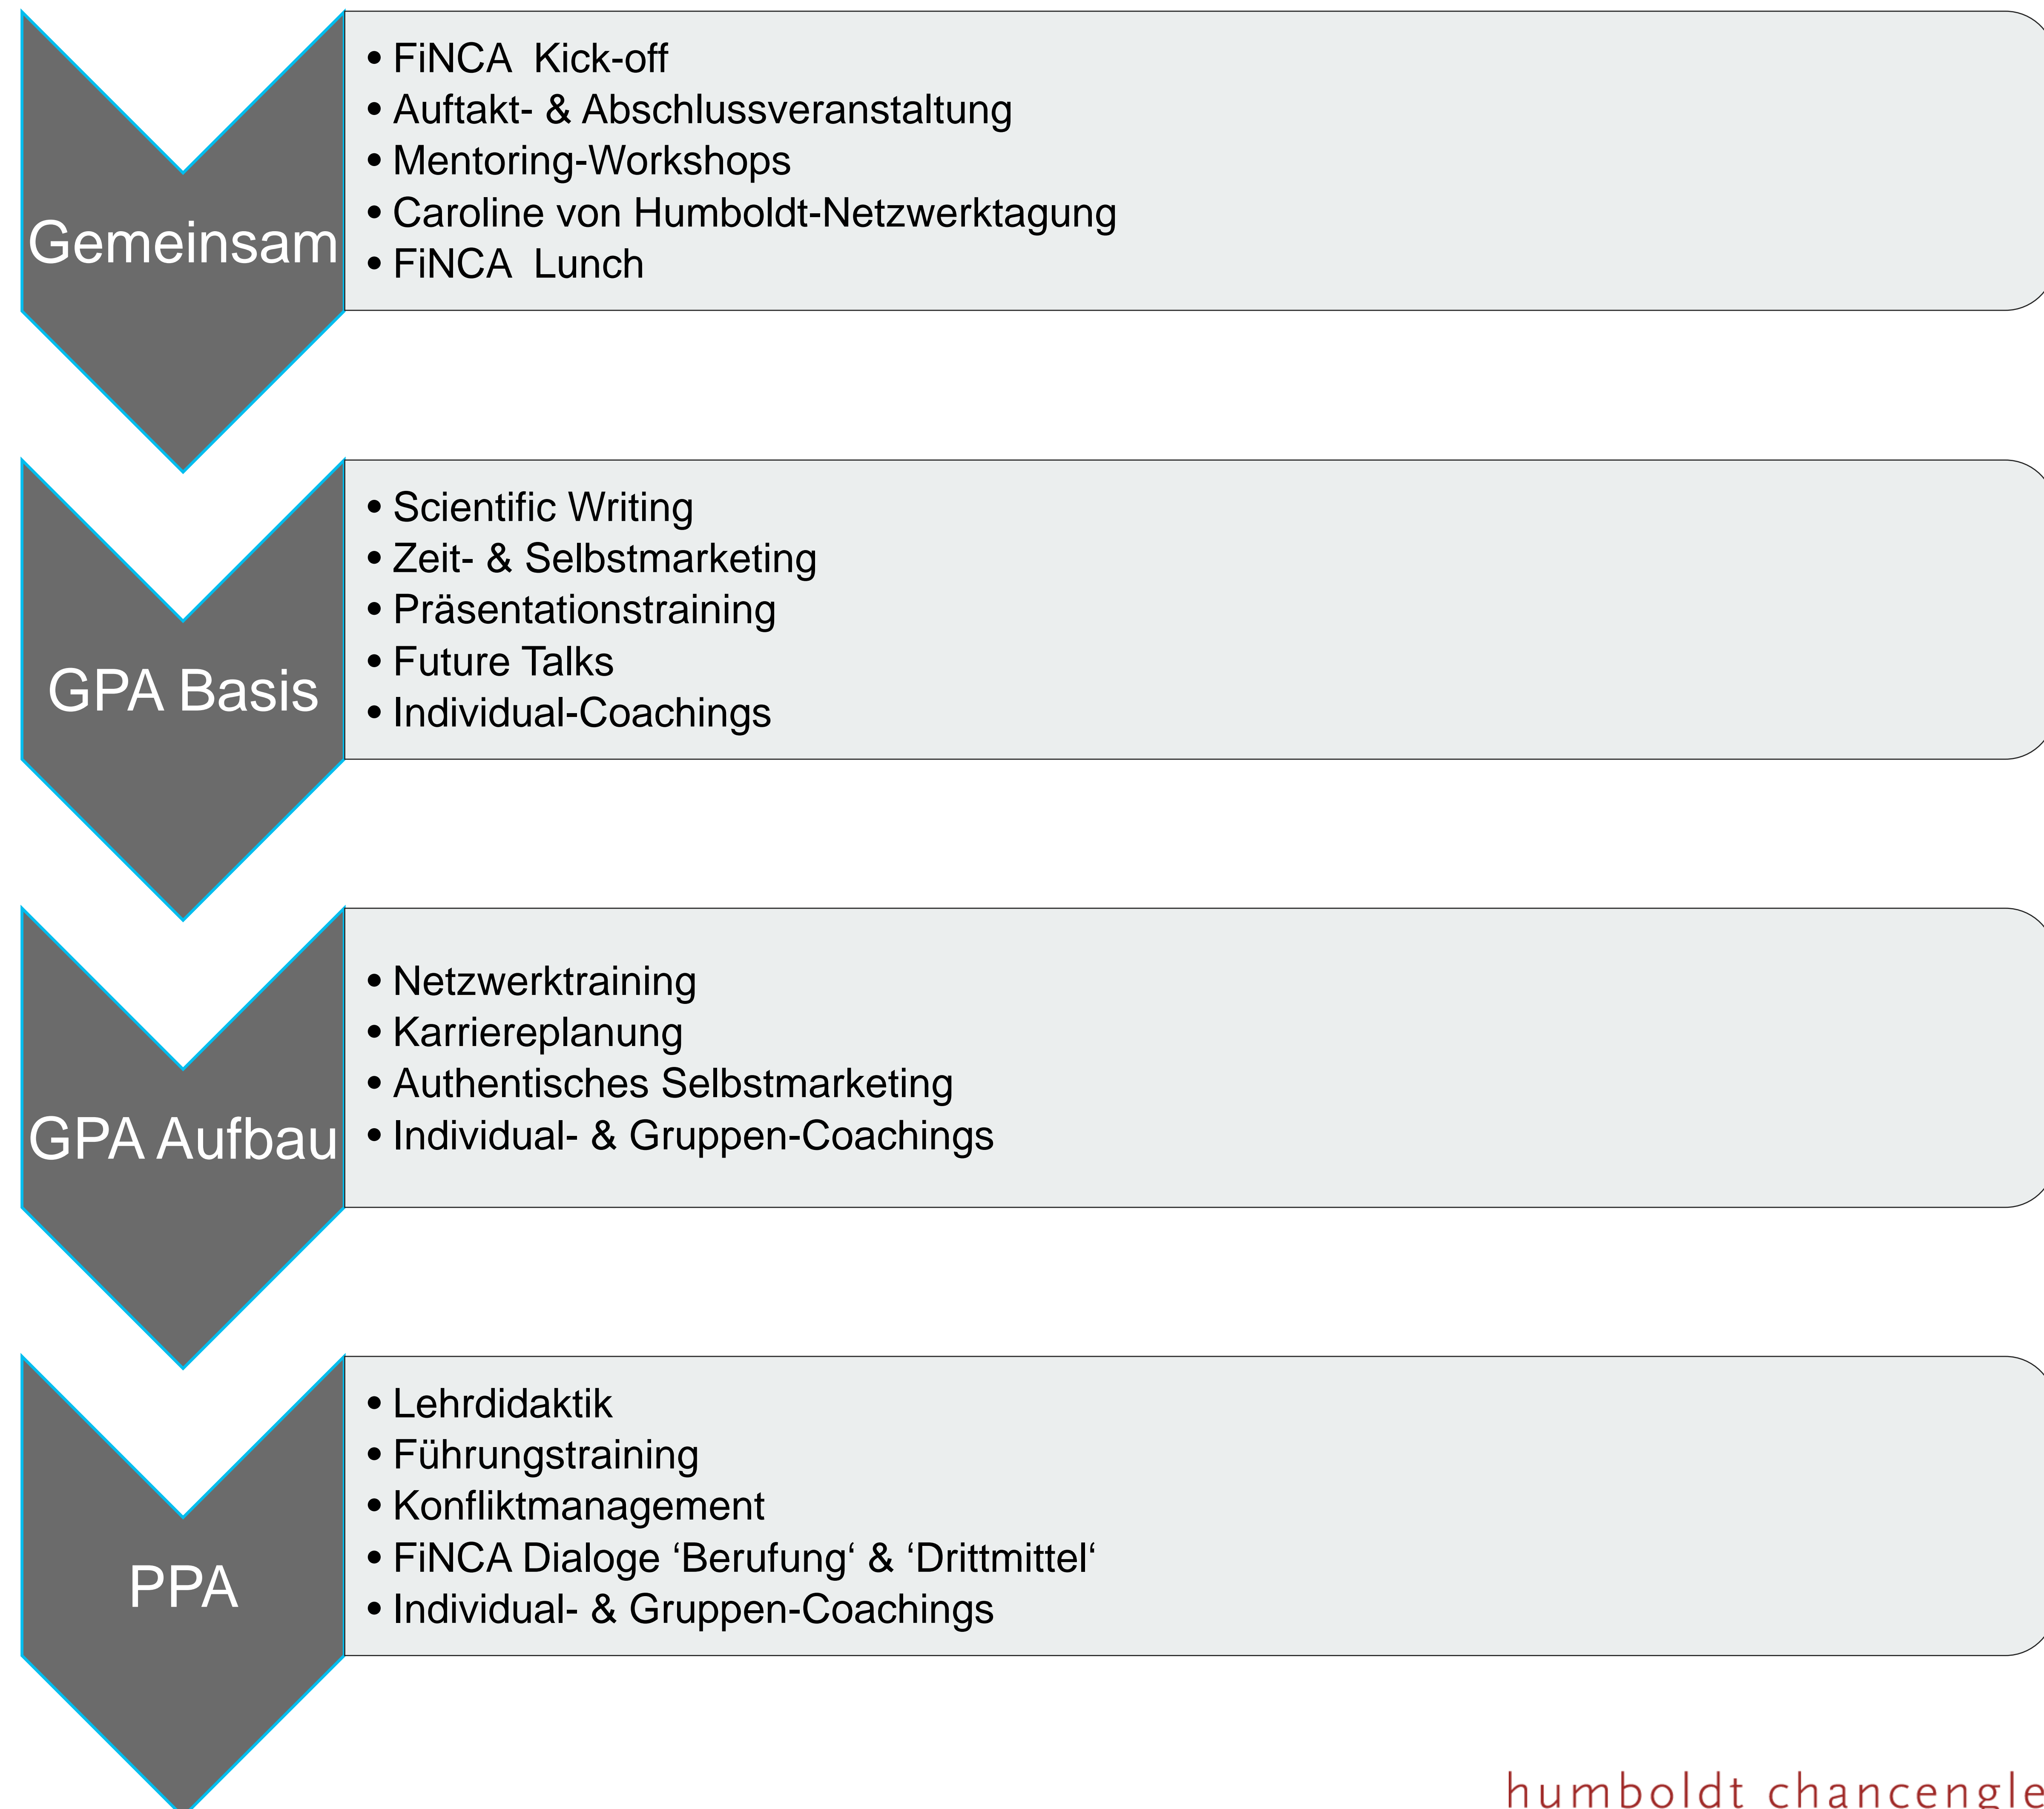 Gemeinsam
• FiNCA Kick-off
• Auftakt- & Abschlussveranstaltung
• Mentoring-Workshops
• Caroline von Humboldt-Netzwerktagung
• FiNCA Lunch
GPA Basis
• Scientific Writing
• Zeit- & Selbstmarketing
• Präsentationstraining
• Future Talks
• Individual-Coachings
GPA Aufbau
• Netzwerktraining
• Karriereplanung
• Authentisches Selbstmarketing
• Individual- & Gruppen-Coachings
PPA
• Lehrdidaktik
• Führungstraining
• Konfliktmanagement
• FiNCA Dialoge ‘Berufung‘ & ‘Drittmittel‘
• Individual- & Gruppen-Coachings
humboldt chancengle